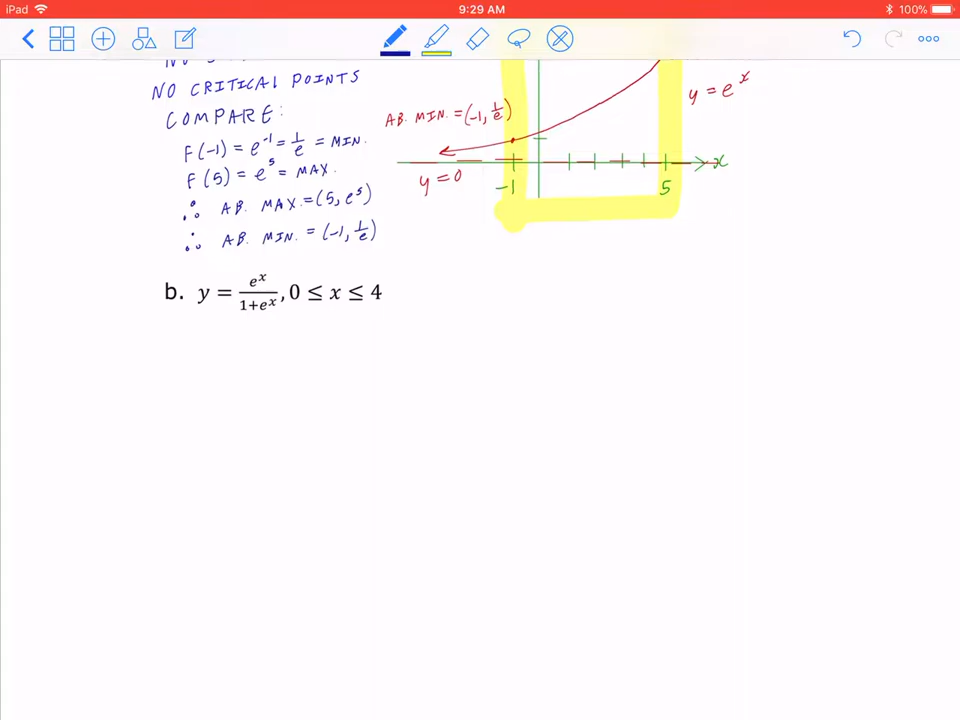 iPad 9:29 AM 100%
NO CRITICAL POINTS
COMPARE:
F(-1) = e^-1 = 1/e = MIN.
F(5) = e^5 = MAX.
∴ AB. MAX. = (5, e^5)
∴ AB. MIN. = (-1, 1/e)
AB. MIN. = (-1, 1/e)
y = e^x
y = 0
-1
5
x
b. y = e^x/(1+e^x), 0 ≤ x ≤ 4